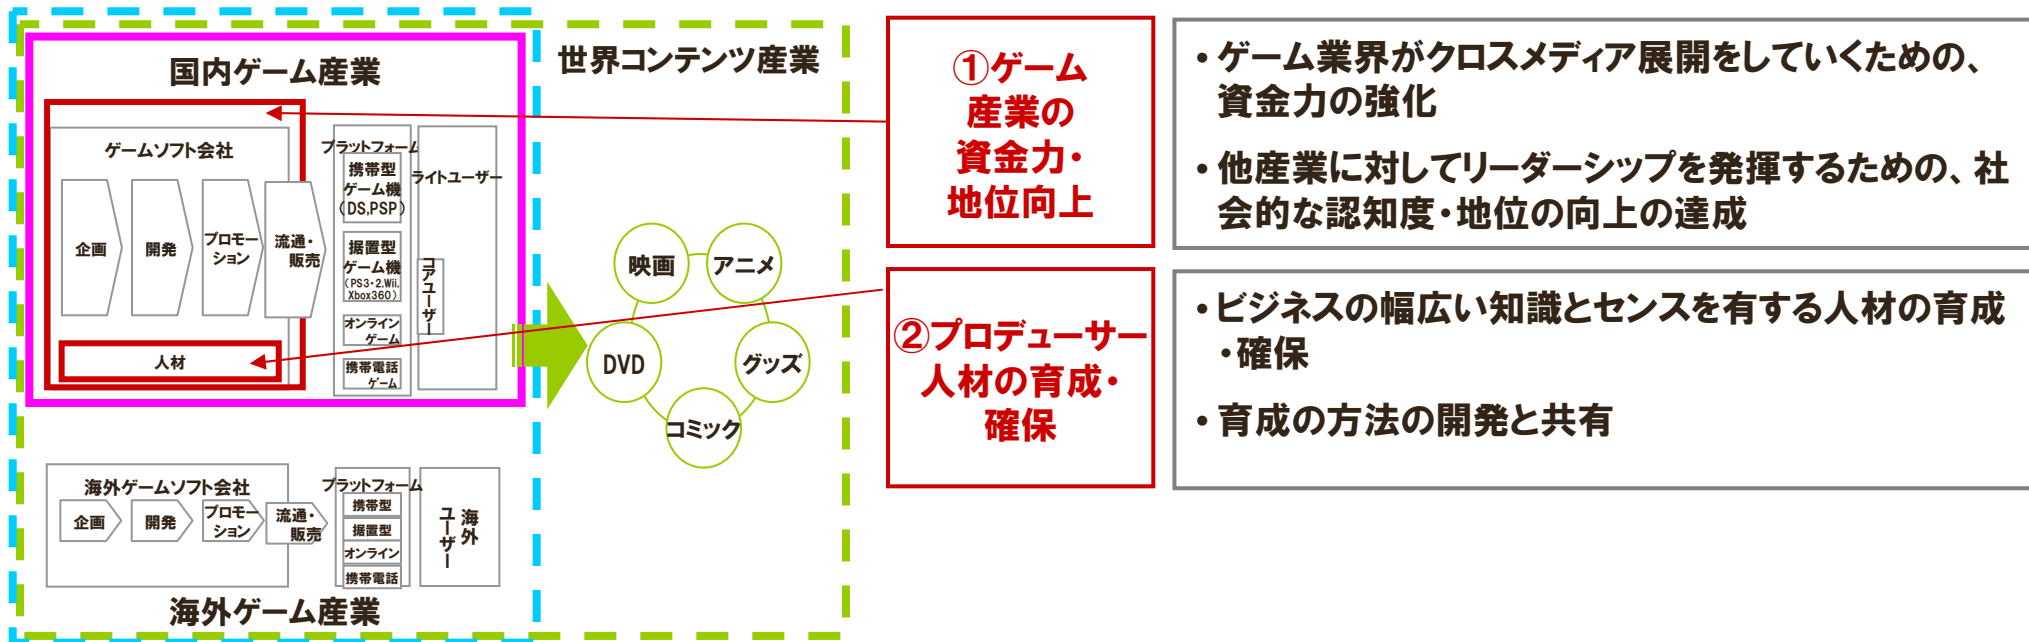 国内ゲーム産業
世界コンテンツ産業
ゲームソフト会社
企画
開発
プロモー
ション
流通・
販売
人材
プラットフォーム
携帯型
ゲーム機
（DS,PSP）
据置型
ゲーム機
（PS3・2,Wii,
Xbox360）
オンライン
ゲーム
携帯電話
ゲーム
ライトユーザー
コアユーザー
映画
アニメ
DVD
グッズ
コミック
海外ゲームソフト会社
企画
開発
プロモー
ション
流通・
販売
プラットフォーム
携帯型
据置型
オンライン
携帯電話
海外
ユーザー
海外ゲーム産業
①ゲーム
産業の
資金力・
地位向上
・ゲーム業界がクロスメディア展開をしていくための、
資金力の強化
・他産業に対してリーダーシップを発揮するための、社
会的な認知度・地位の向上の達成
②プロデューサー
人材の育成・
確保
・ビジネスの幅広い知識とセンスを有する人材の育成
・確保
・育成の方法の開発と共有